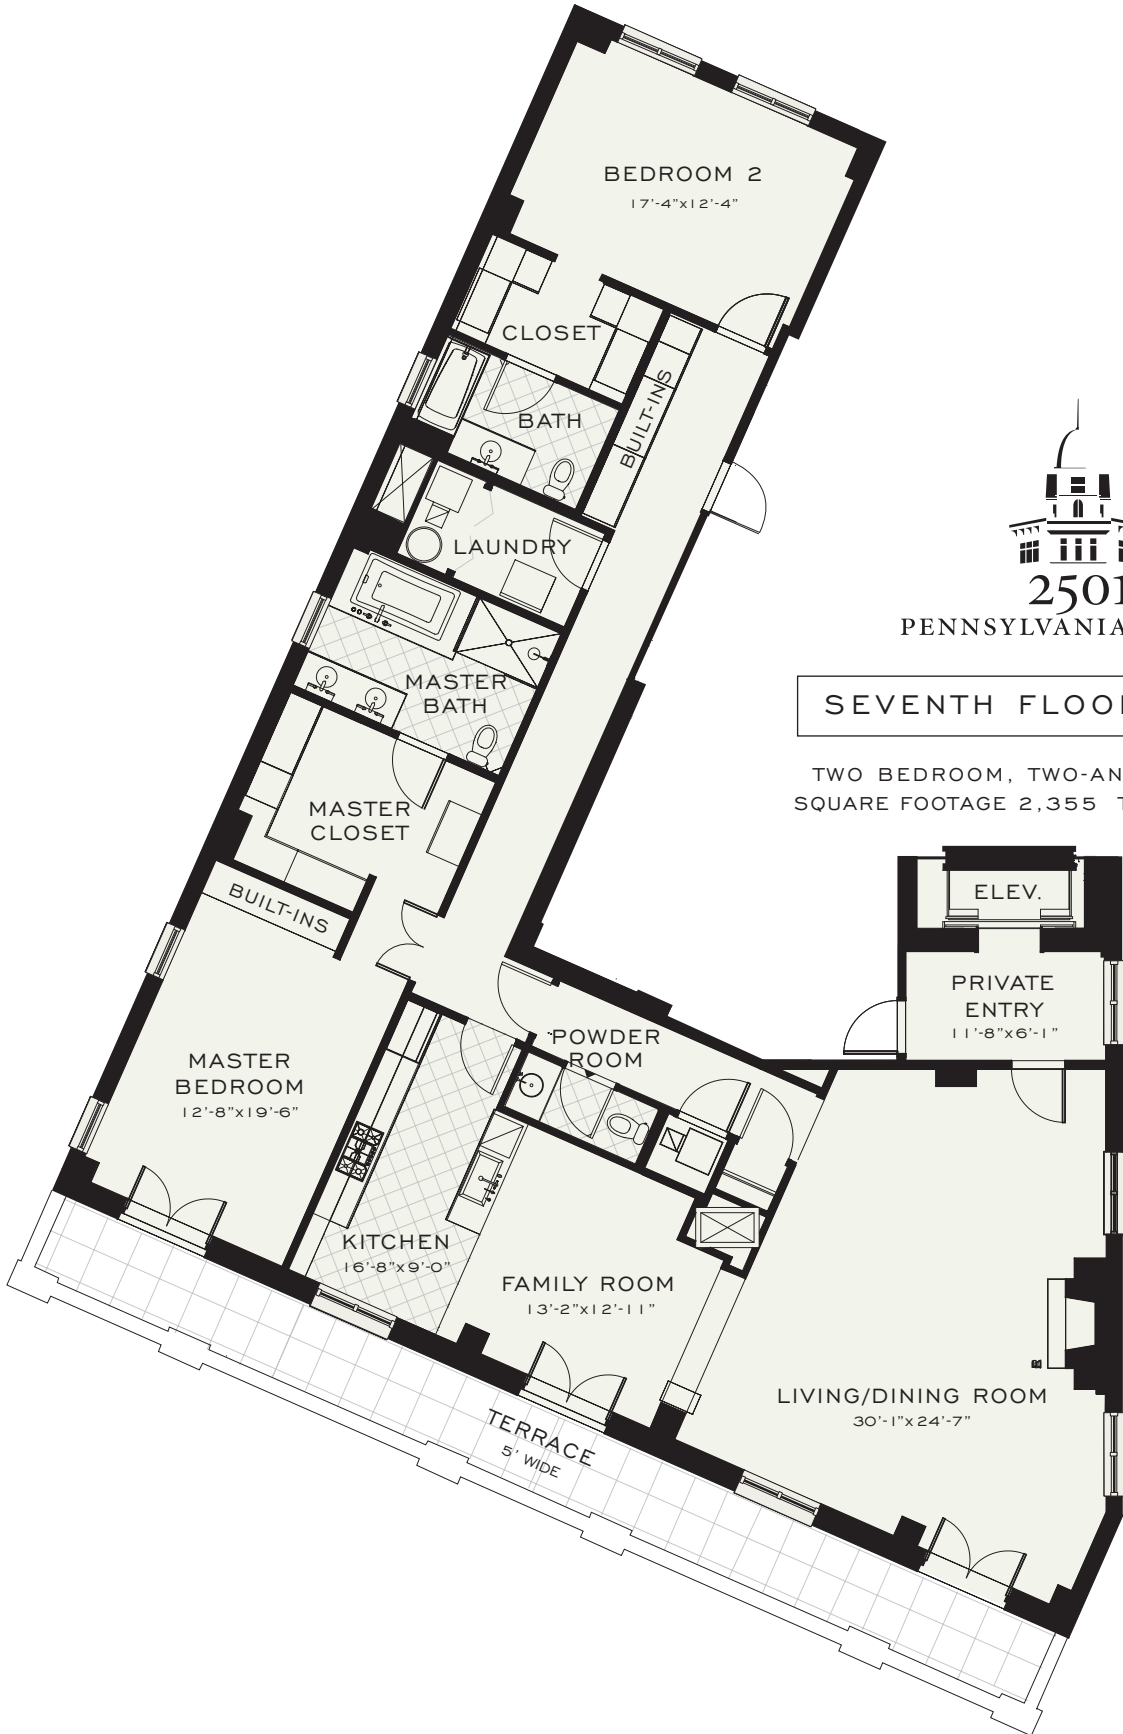 BEDROOM 2
17'-4"x12'-4"
CLOSET
BUILT-INS
BATH
LAUNDRY
2501
PENNSYLVANIA
MASTER
BATH
SEVENTH FLOOR
TWO BEDROOM, TWO-AN
SQUARE FOOTAGE 2,355 T
MASTER
CLOSET
BUILT-INS
ELEV.
PRIVATE
ENTRY
11'-8"x6'-1"
POWDER
ROOM
MASTER
BEDROOM
12'-8"x19'-6"
KITCHEN
16'-8"x9'-0"
FAMILY ROOM
13'-2"x12'-11"
LIVING/DINING ROOM
30'-1"x24'-7"
TERRACE
5' WIDE